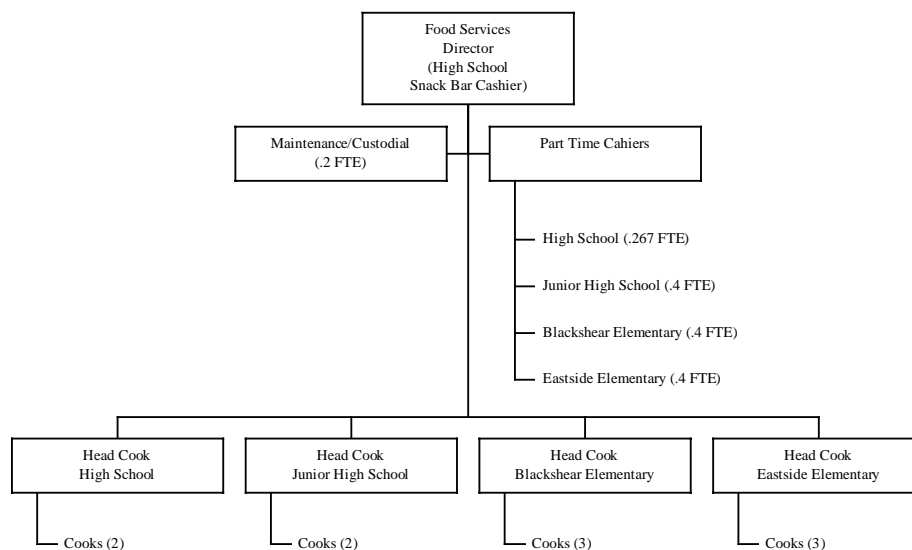 Food Services
Director
(High School
Snack Bar Cashier)
Maintenance/Custodial
(.2 FTE)
Part Time Cahiers
High School (.267 FTE)
Junior High School (.4 FTE)
Blackshear Elementary (.4 FTE)
Eastside Elementary (.4 FTE)
Head Cook
High School
Head Cook
Junior High School
Head Cook
Blackshear Elementary
Head Cook
Eastside Elementary
Cooks (2)
Cooks (2)
Cooks (3)
Cooks (3)